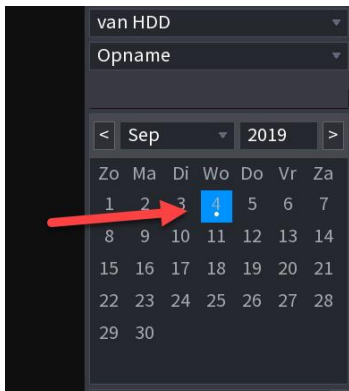 van HDD
Opname
< Sep 2019 >
Zo Ma Di Wo Do Vr Za
1 2 3 4 5 6 7
8 9 10 11 12 13 14
15 16 17 18 19 20 21
22 23 24 25 26 27 28
29 30